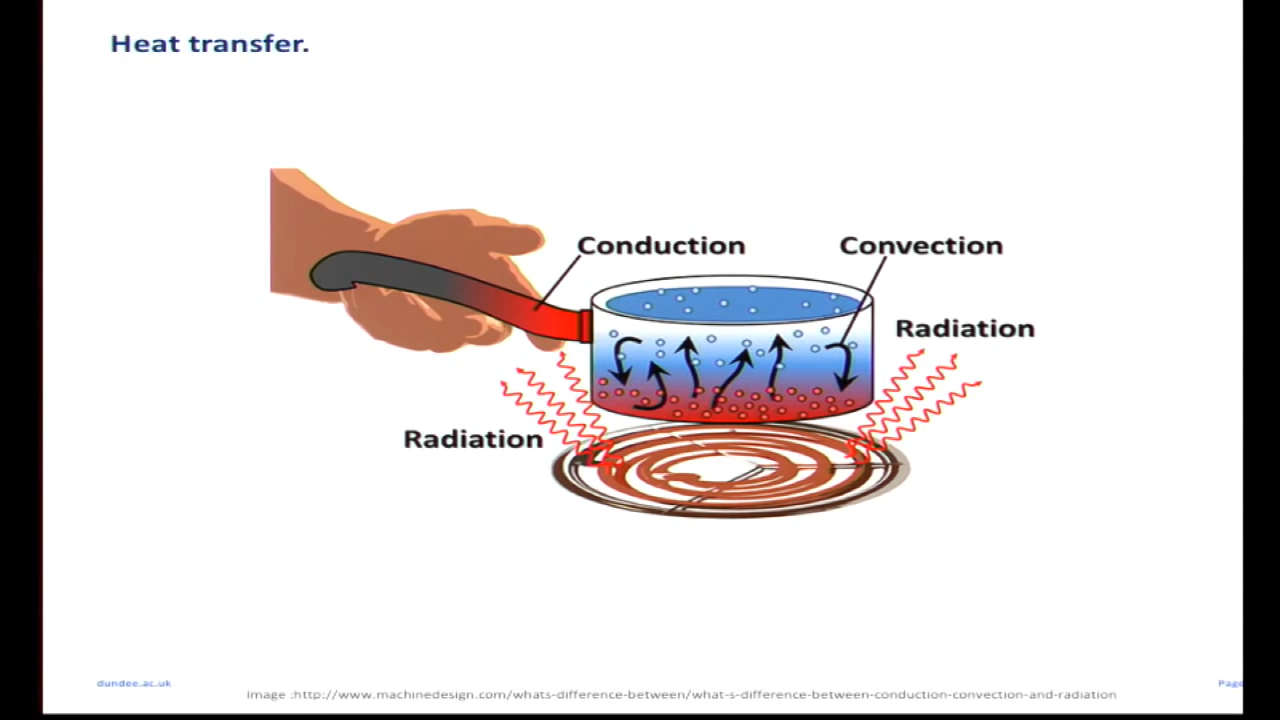 Heat transfer.
Conduction
Convection
Radiation
Radiation
dundee.ac.uk
Page
Image :http://www.machinedesign.com/whats-difference-between/what-s-difference-between-conduction-convection-and-radiation